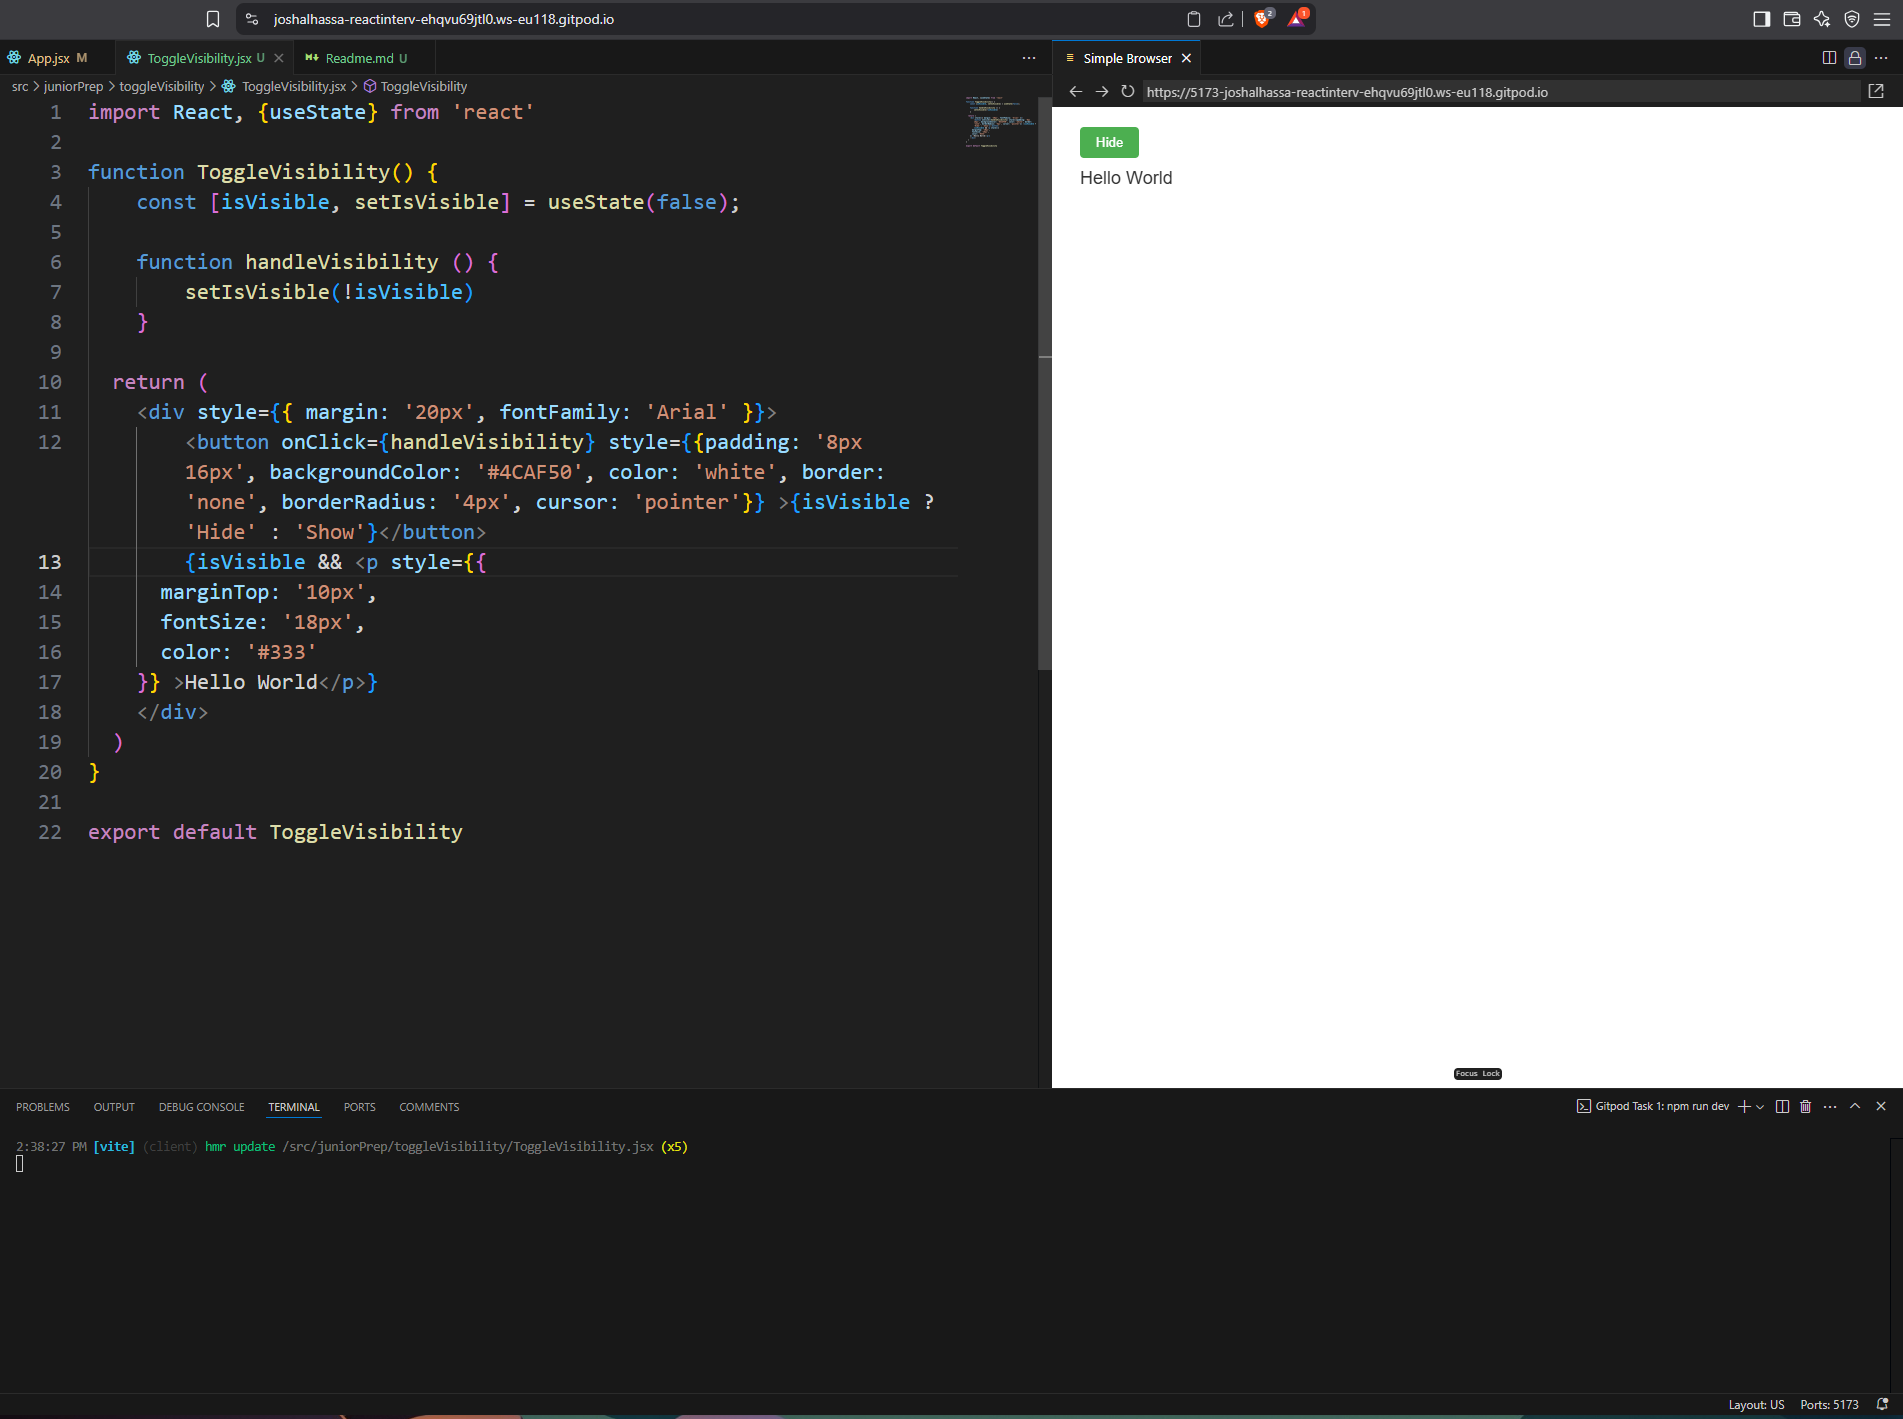 joshalhassa-reactinterv-ehqvu69jtl0.ws-eu118.gitpod.io
2
1
App.jsx M
ToggleVisibility.jsx U
Readme.md U
Simple Browser
src > juniorPrep > toggleVisibility > ToggleVisibility.jsx > ToggleVisibility
https://5173-joshalhassa-reactinterv-ehqvu69jtl0.ws-eu118.gitpod.io
1 import React, {useState} from 'react'
2
3 function ToggleVisibility() {
4 const [isVisible, setIsVisible] = useState(false);
5
6 function handleVisibility () {
7 setIsVisible(!isVisible)
8 }
9
10 return (
11 <div style={{ margin: '20px', fontFamily: 'Arial' }}>
12 <button onClick={handleVisibility} style={{padding: '8px
16px', backgroundColor: '#4CAF50', color: 'white', border:
'none', borderRadius: '4px', cursor: 'pointer'}} >{isVisible ?
'Hide' : 'Show'}</button>
13 {isVisible && <p style={{
14 marginTop: '10px',
15 fontSize: '18px',
16 color: '#333'
17 }} >Hello World</p>}
18 </div>
19 )
20 }
21
22 export default ToggleVisibility
Hide
Hello World
Focus Lock
PROBLEMS OUTPUT DEBUG CONSOLE TERMINAL PORTS COMMENTS
Gitpod Task 1: npm run dev
2:38:27 PM [vite] (client) hmr update /src/juniorPrep/toggleVisibility/ToggleVisibility.jsx (x5)
Layout: US Ports: 5173